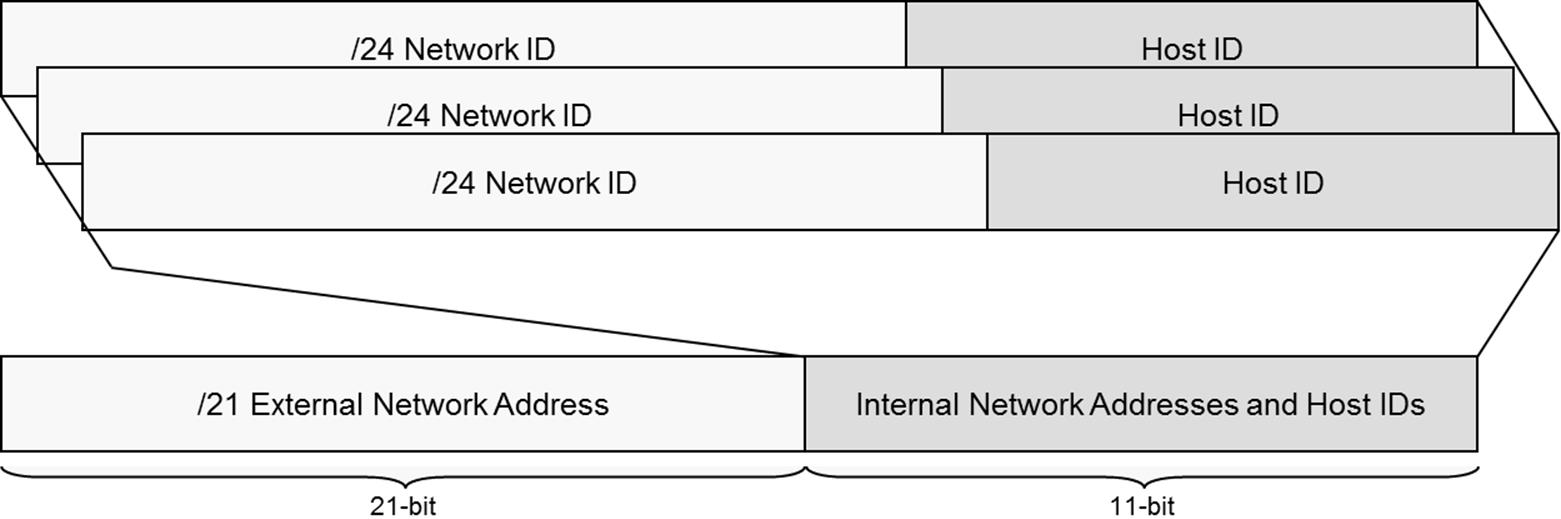 /24 Network ID
Host ID
/24 Network ID
Host ID
/24 Network ID
Host ID
/21 External Network Address
Internal Network Addresses and Host IDs
21-bit
11-bit